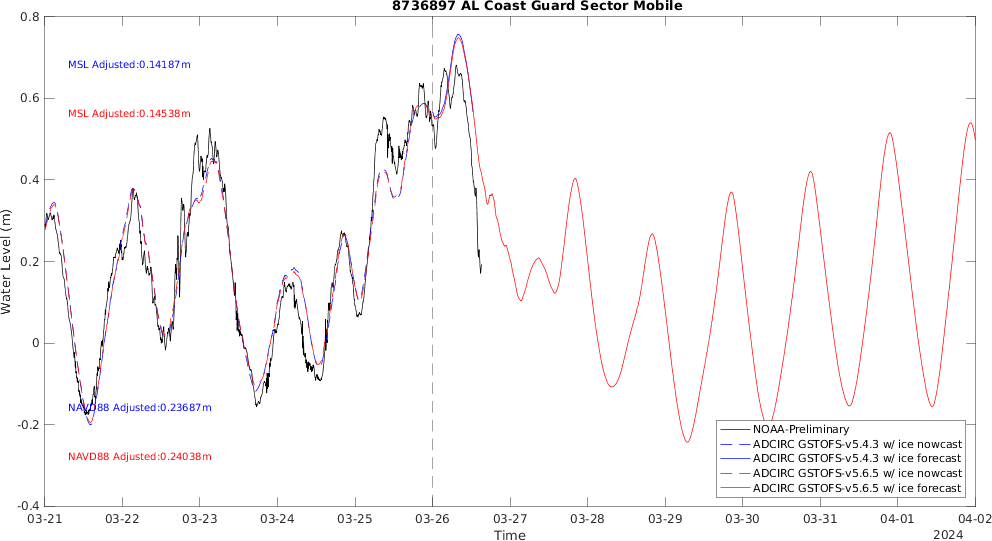 8736897 AL Coast Guard Sector Mobile
0.8
MSL Adjusted:0.14187m
0.6
MSL Adjusted:0.14538m
0.4
Water Level (m)
0.2
0
NAVD88 Adjusted:0.23687m
-0.2
NOAA-Preliminary
ADCIRC GSTOFS-v5.4.3 w/ ice nowcast
NAVD88 Adjusted:0.24038m
ADCIRC GSTOFS-v5.4.3 w/ ice forecast
ADCIRC GSTOFS-v5.6.5 w/ ice nowcast
ADCIRC GSTOFS-v5.6.5 w/ ice forecast
-0.4
03-21 03-22 03-23 03-24 03-25 03-26 03-27 03-28 03-29 03-30 03-31 04-01 04-02
Time
2024